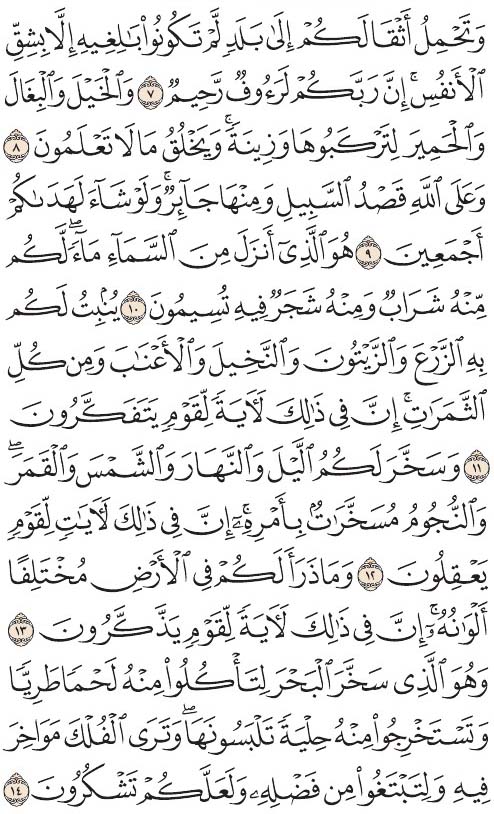 وَتَحْمِلُ أَثْقَالَكُمْ إِلَىٰ بَلَدٍ لَّمْ تَكُونُوا۟ بَٰلِغِيهِ إِلَّا بِشِقِّ
ٱلْأَنفُسِ ۚ إِنَّ رَبَّكُمْ لَرَءُوفٌ رَّحِيمٌ ٧ وَٱلْخَيْلَ وَٱلْبِغَالَ
وَٱلْحَمِيرَ لِتَرْكَبُوهَا وَزِينَةً ۚ وَيَخْلُقُ مَا لَا تَعْلَمُونَ ٨
وَعَلَى ٱللَّهِ قَصْدُ ٱلسَّبِيلِ وَمِنْهَا جَآئِرٌ ۚ وَلَوْ شَآءَ لَهَدَىٰكُمْ
أَجْمَعِينَ ٩ هُوَ ٱلَّذِىٓ أَنزَلَ مِنَ ٱلسَّمَآءِ مَآءً ۖ لَّكُم
مِّنْهُ شَرَابٌ وَمِنْهُ شَجَرٌ فِيهِ تُسِيمُونَ ١٠ يُنۢبِتُ لَكُم
بِهِ ٱلزَّرْعَ وَٱلزَّيْتُونَ وَٱلنَّخِيلَ وَٱلْأَعْنَٰبَ وَمِن كُلِّ
ٱلثَّمَرَٰتِ ۗ إِنَّ فِى ذَٰلِكَ لَءَايَةً لِّقَوْمٍ يَتَفَكَّرُونَ
١١ وَسَخَّرَ لَكُمُ ٱلَّيْلَ وَٱلنَّهَارَ وَٱلشَّمْسَ وَٱلْقَمَرَ ۖ
وَٱلنُّجُومُ مُسَخَّرَٰتٌۢ بِأَمْرِهِۦٓ ۗ إِنَّ فِى ذَٰلِكَ لَءَايَٰتٍ لِّقَوْمٍ
يَعْقِلُونَ ١٢ وَمَا ذَرَأَ لَكُمْ فِى ٱلْأَرْضِ مُخْتَلِفًا
أَلْوَٰنُهُۥٓ ۗ إِنَّ فِى ذَٰلِكَ لَءَايَةً لِّقَوْمٍ يَذَّكَّرُونَ ١٣
وَهُوَ ٱلَّذِى سَخَّرَ ٱلْبَحْرَ لِتَأْكُلُوا۟ مِنْهُ لَحْمًا طَرِيًّا
وَتَسْتَخْرِجُوا۟ مِنْهُ حِلْيَةً تَلْبَسُونَهَا ۖ وَتَرَى ٱلْفُلْكَ مَوَاخِرَ
فِيهِ وَلِتَبْتَغُوا۟ مِن فَضْلِهِۦ وَلَعَلَّكُمْ تَشْكُرُونَ ١٤